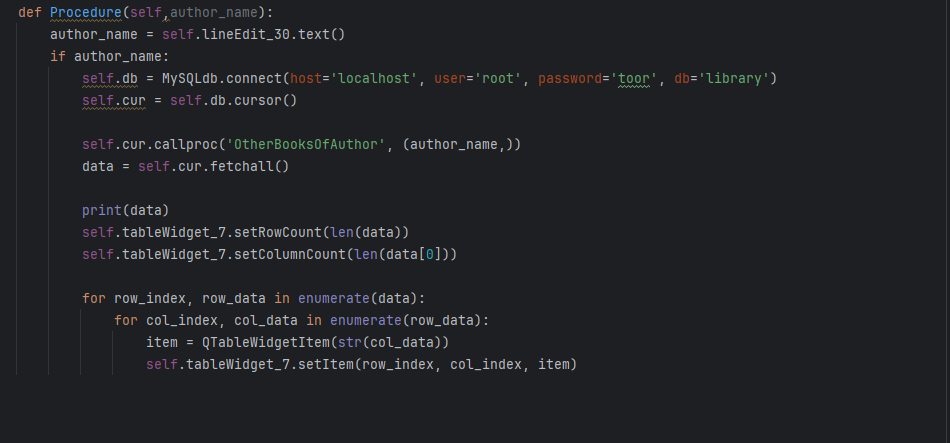 def Procedure(self,author_name):
    author_name = self.lineEdit_30.text()
    if author_name:
        self.db = MySQLdb.connect(host='localhost', user='root', password='toor', db='library')
        self.cur = self.db.cursor()

        self.cur.callproc('OtherBooksOfAuthor', (author_name,))
        data = self.cur.fetchall()

        print(data)
        self.tableWidget_7.setRowCount(len(data))
        self.tableWidget_7.setColumnCount(len(data[0]))

        for row_index, row_data in enumerate(data):
            for col_index, col_data in enumerate(row_data):
                item = QTableWidgetItem(str(col_data))
                self.tableWidget_7.setItem(row_index, col_index, item)